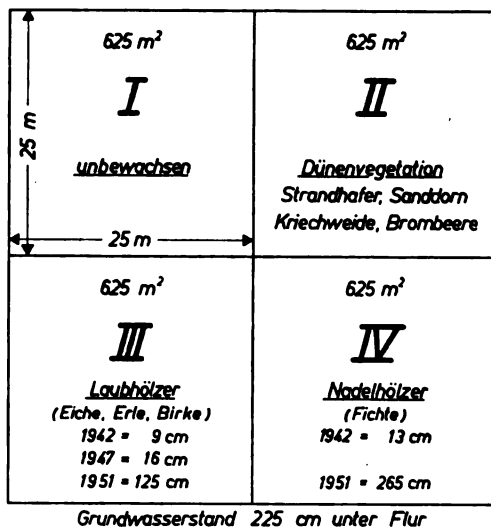 625 m²
I
unbewachsen
25 m
25 m
625 m²
II
Dünenvegetation
Strandhafer, Sanddorn
Kriechweide, Brombeere
625 m²
III
Laubhölzer
(Eiche, Erle, Birke)
1942 = 9 cm
1947 = 16 cm
1951 = 125 cm
625 m²
IV
Nadelhölzer
(Fichte)
1942 = 13 cm
1951 = 265 cm
Grundwasserstand 225 cm unter Flur